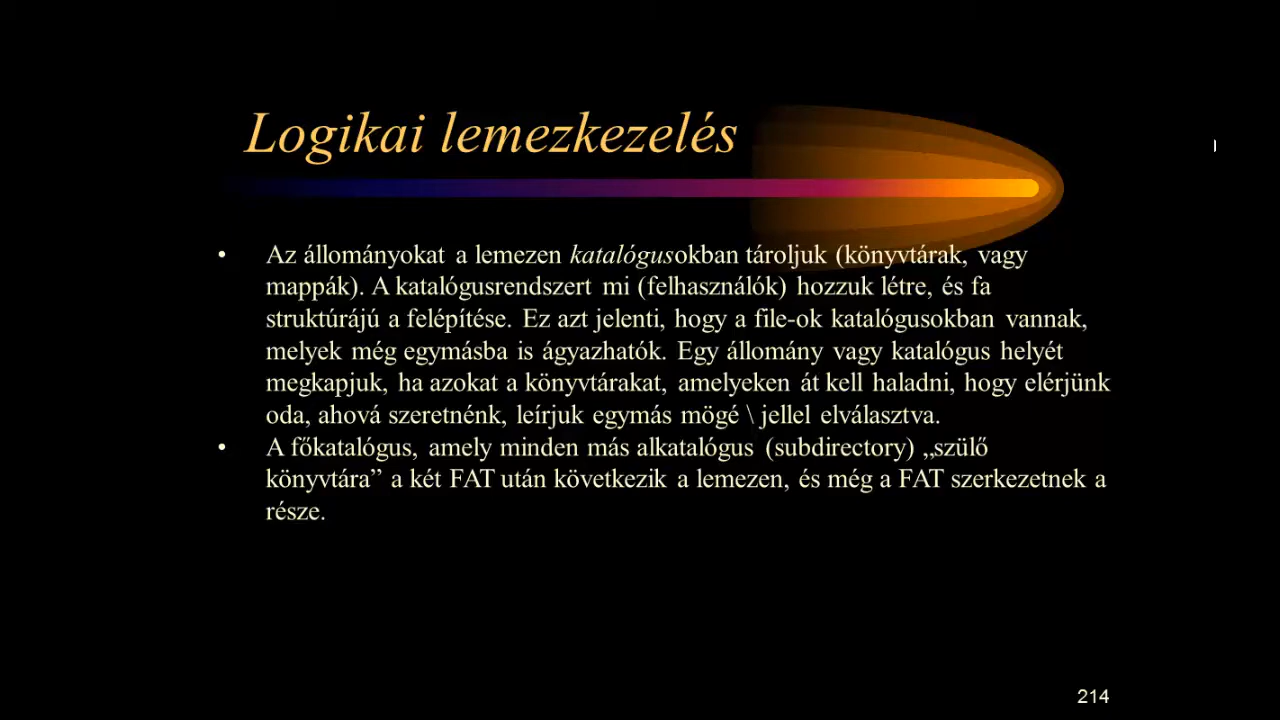 Logikai lemezkezelés
• Az állományokat a lemezen katalógusokban tároljuk (könyvtárak, vagy
mappák). A katalógusrendszert mi (felhasználók) hozzuk létre, és fa
struktúrájú a felépítése. Ez azt jelenti, hogy a file-ok katalógusokban vannak,
melyek még egymásba is ágyazhatók. Egy állomány vagy katalógus helyét
megkapjuk, ha azokat a könyvtárakat, amelyeken át kell haladni, hogy elérjünk
oda, ahová szeretnénk, leírjuk egymás mögé \ jellel elválasztva.
• A főkatalógus, amely minden más alkatalógus (subdirectory) „szülő
könyvtára” a két FAT után következik a lemezen, és még a FAT szerkezetnek a
része.
214